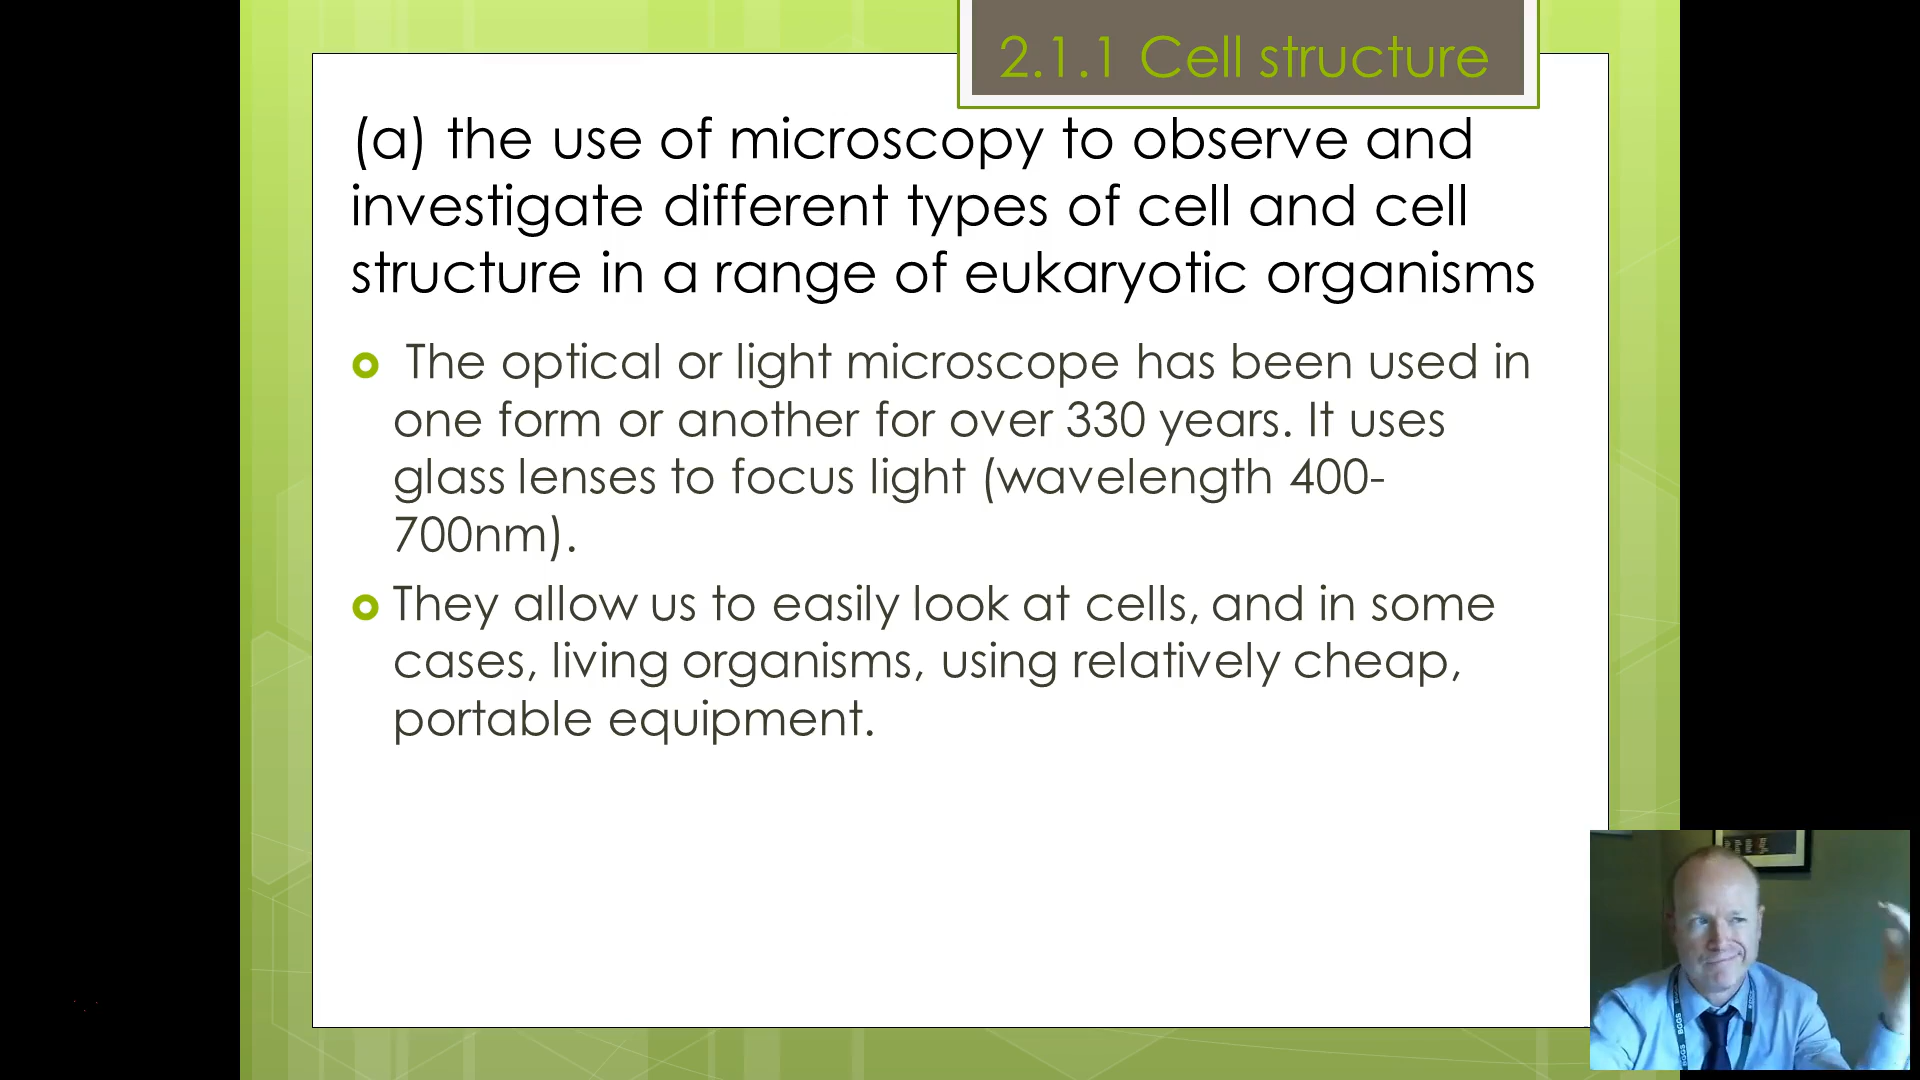 2.1.1 Cell structure
(a) the use of microscopy to observe and
investigate different types of cell and cell
structure in a range of eukaryotic organisms
The optical or light microscope has been used in
one form or another for over 330 years. It uses
glass lenses to focus light (wavelength 400-
700nm).
They allow us to easily look at cells, and in some
cases, living organisms, using relatively cheap,
portable equipment.
BGGS